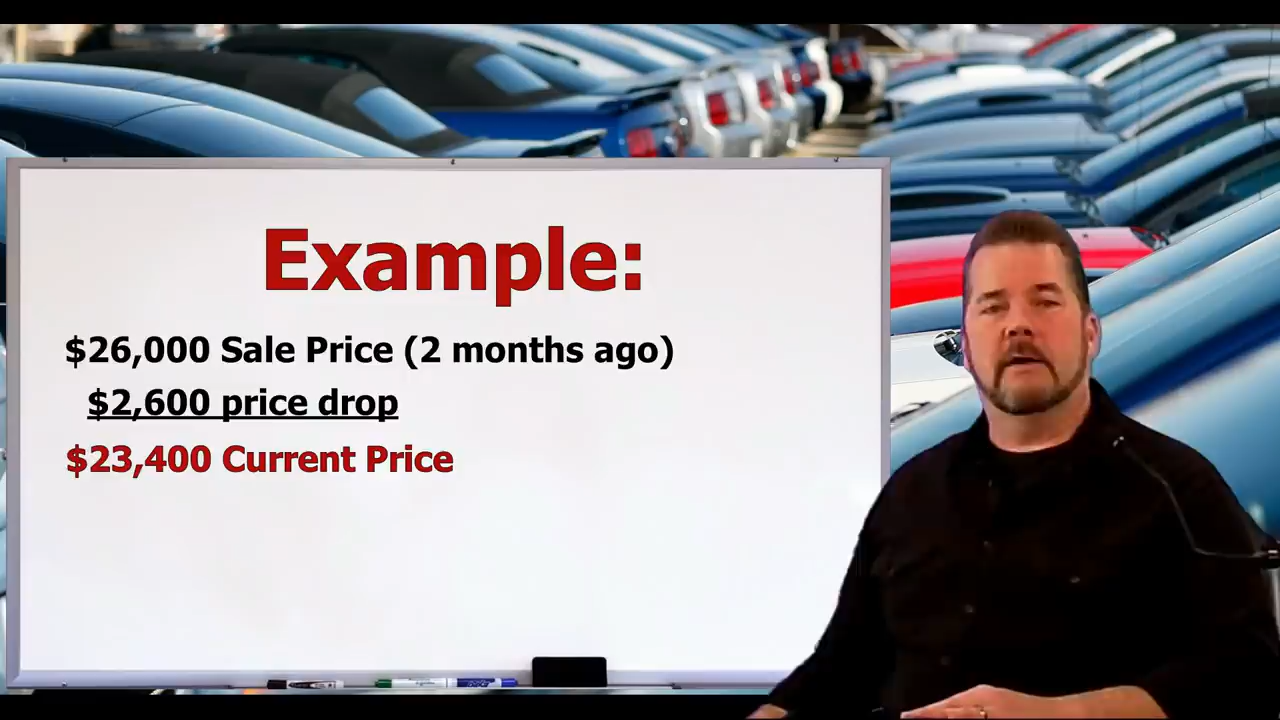 Example:
$26,000 Sale Price (2 months ago)
$2,600 price drop
$23,400 Current Price